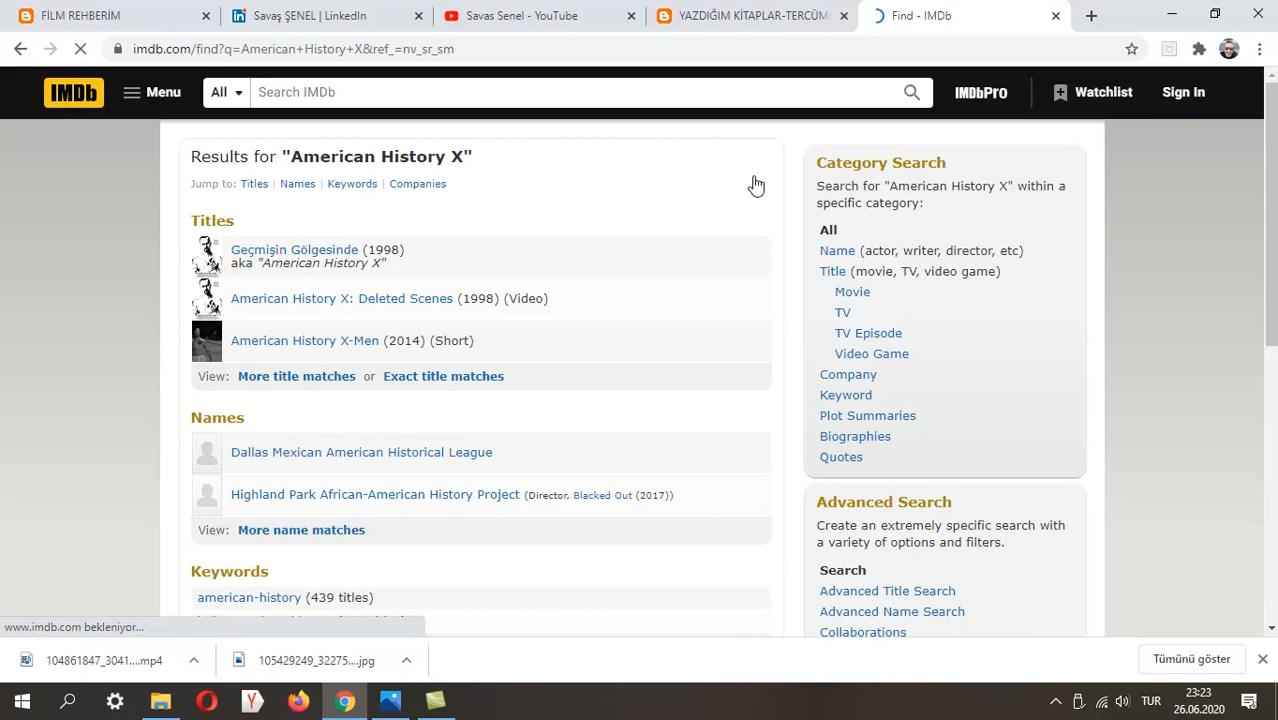 FİLM REHBERİM
Savaş ŞENEL | LinkedIn
Savas Senel - YouTube
YAZDIĞIM KİTAPLAR-TERCÜM
Find - IMDb
imdb.com/find?q=American+History+X&ref_=nv_sr_sm
IMDb
Menu
All
Search IMDb
IMDbPro
Watchlist
Sign In
Results for "American History X"
Jump to: Titles | Names | Keywords | Companies
Titles
Geçmişin Gölgesinde (1998)
aka "American History X"
American History X: Deleted Scenes (1998) (Video)
American History X-Men (2014) (Short)
View: More title matches or Exact title matches
Names
Dallas Mexican American Historical League
Highland Park African-American History Project (Director, Blacked Out (2017))
View: More name matches
Keywords
american-history (439 titles)
Category Search
Search for "American History X" within a
specific category:
All
Name (actor, writer, director, etc)
Title (movie, TV, video game)
Movie
TV
TV Episode
Video Game
Company
Keyword
Plot Summaries
Biographies
Quotes
Advanced Search
Create an extremely specific search with
a variety of options and filters.
Search
Advanced Title Search
Advanced Name Search
Collaborations
www.imdb.com bekleniyor...
104861847_3041....mp4
105429249_32275....jpg
Tümünü göster
TUR
23:23
26.06.2020